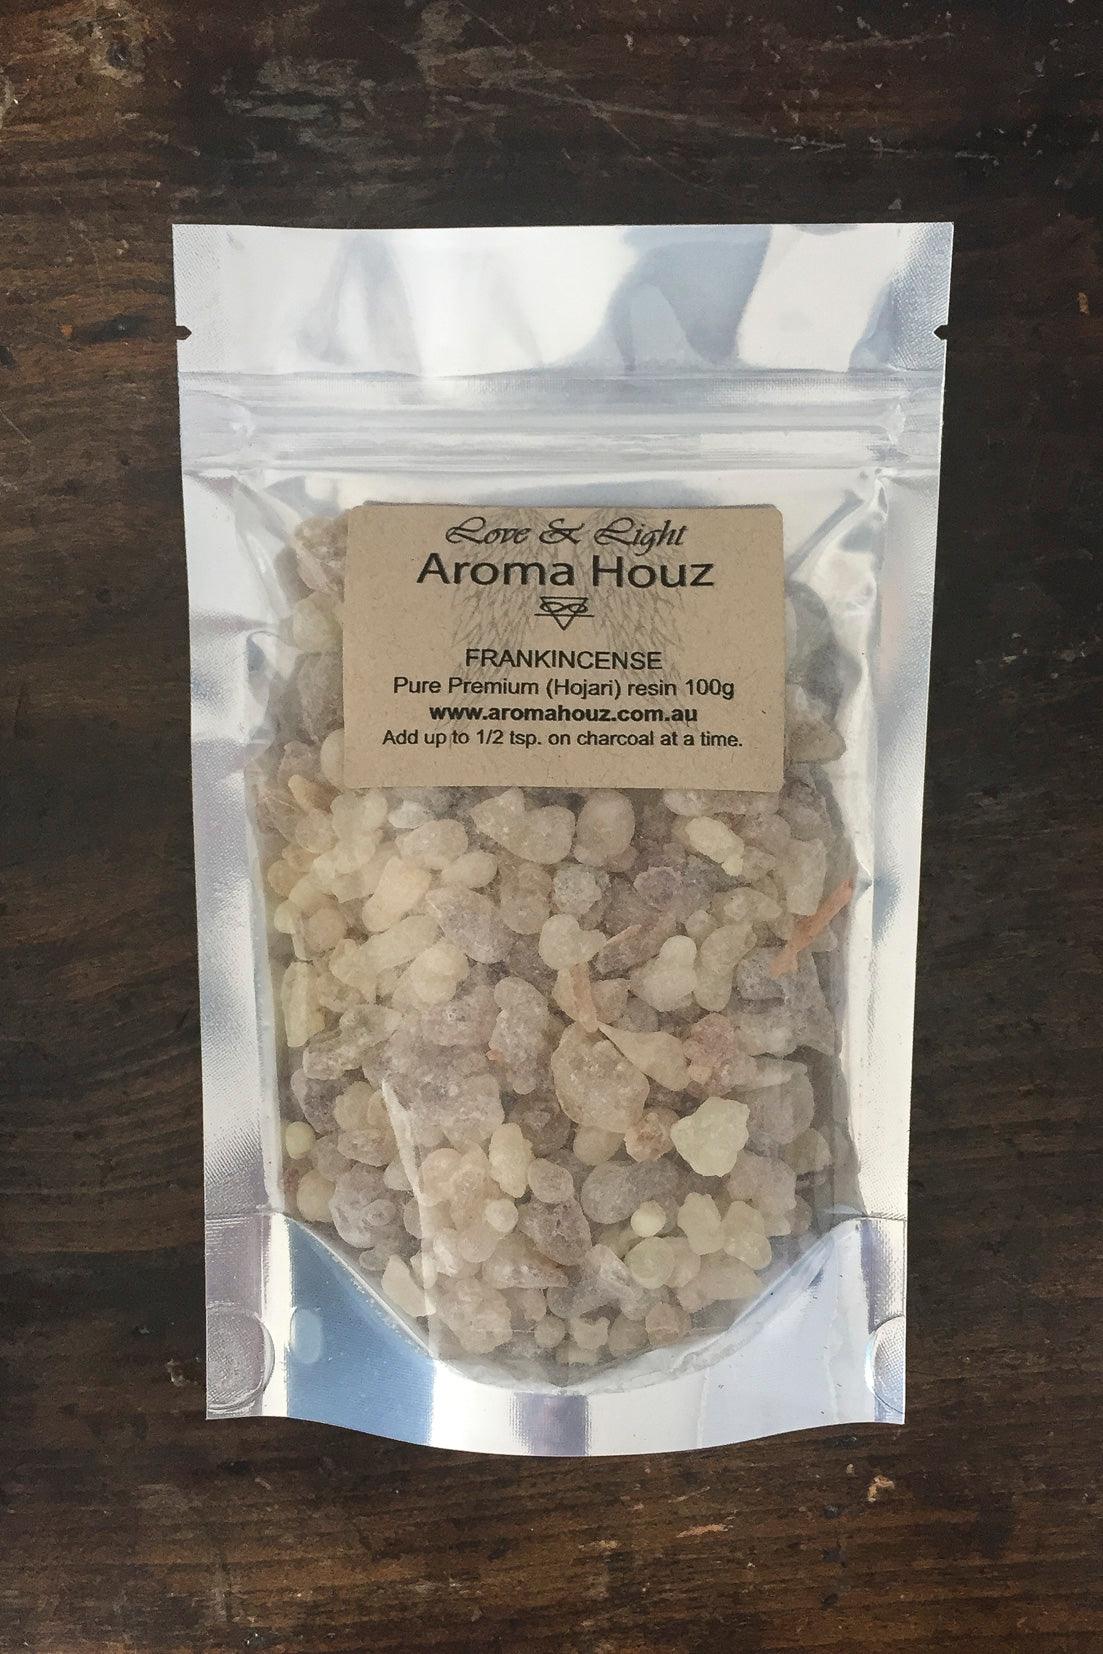 Love & Light
Aroma Houz
FRANKINCENSE
Pure Premium (Hojari) resin 100g
www.aromahouz.com.au
Add up to 1/2 tsp. on charcoal at a time.